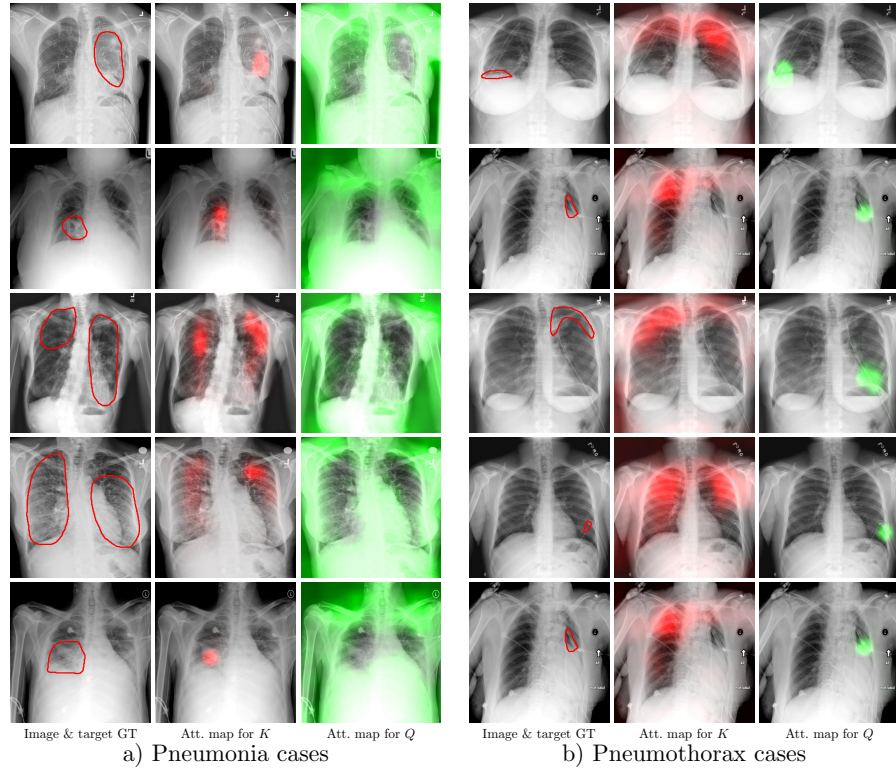 Image & target GT Att. map for K Att. map for Q Image & target GT Att. map for K Att. map for Q
a) Pneumonia cases b) Pneumothorax cases